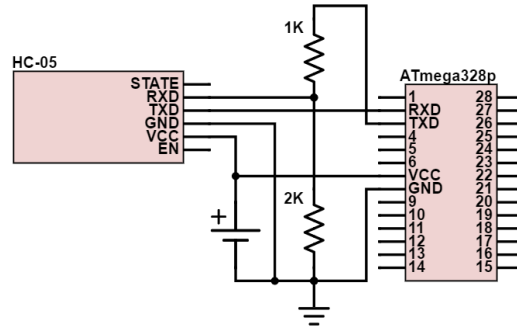 1K
HC-05
STATE
RXD
TXD
GND
VCC
EN
+
2K
ATmega328p
1 28
RXD 27
TXD 26
4 25
5 24
6 23
VCC 22
GND 21
9 20
10 19
11 18
12 17
13 16
14 15